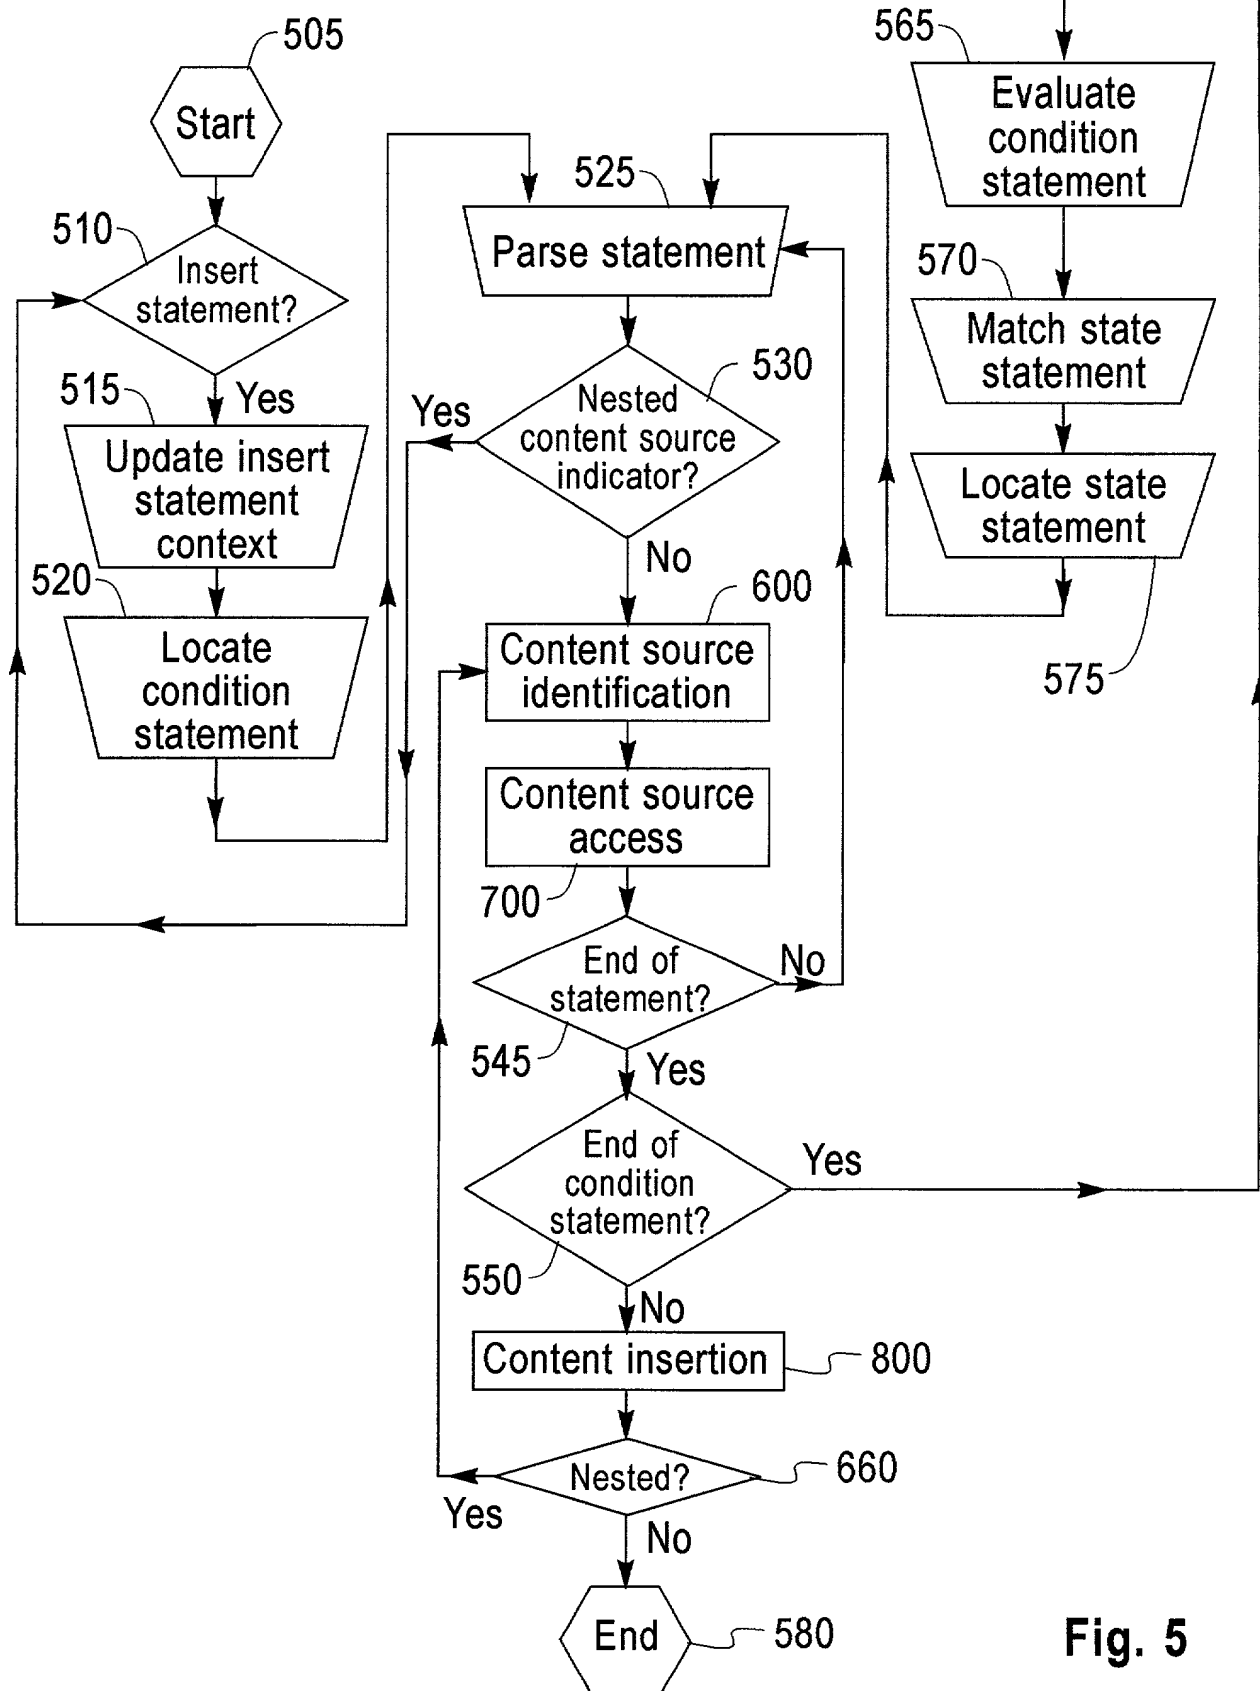 505
Start
510
Insert
statement?
Yes
515
Update insert
statement
context
520
Locate
condition
statement
525
Parse statement
530
Nested
content source
indicator?
Yes
No
600
Content source
identification
Content source
access
700
End of
statement?
No
545
Yes
End of
condition
statement?
Yes
550
No
Content insertion
800
Nested?
660
Yes
No
End
580
565
Evaluate
condition
statement
570
Match state
statement
Locate state
statement
575
Fig. 5